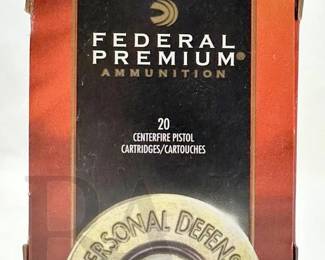 FEDERAL
PREMIUM®
AMMUNITION
20
CENTERFIRE PISTOL
CARTRIDGES/CARTOUCHES
PERSONAL DEFENSE